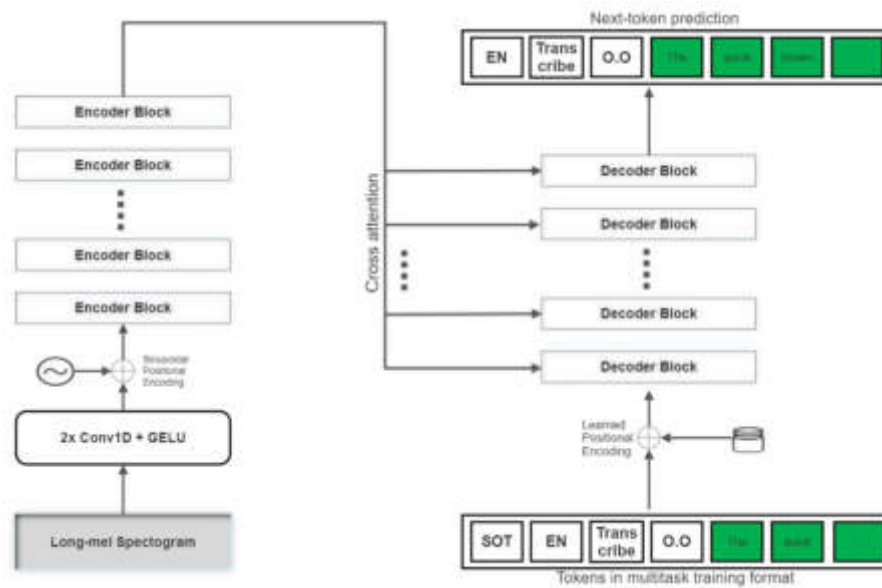 Next-token prediction
EN
Trans
cribe
O.O
The
quick
brown
Encoder Block
Encoder Block
Encoder Block
Encoder Block
Cross attention
Decoder Block
Decoder Block
Decoder Block
Decoder Block
Sinusoidal
Positional
Encoding
Learned
Positional
Encoding
2x Conv1D + GELU
Long-mel Spectogram
SOT
EN
Trans
cribe
O.O
The
quick
Tokens in multitask training format